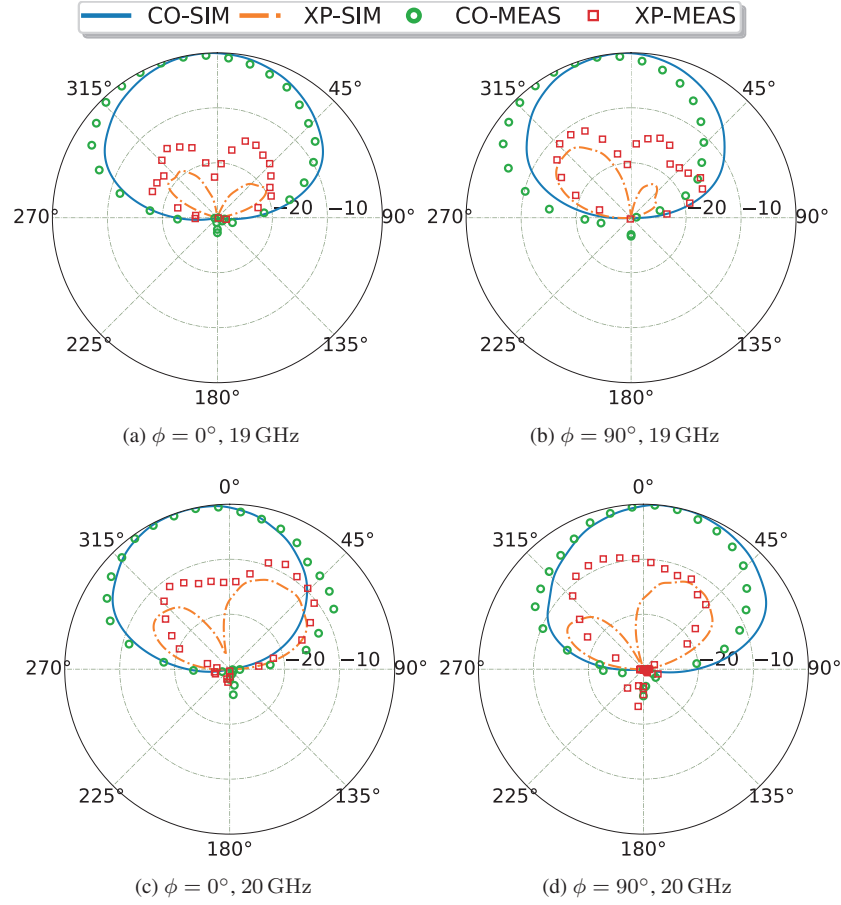 CO-SIM XP-SIM CO-MEAS XP-MEAS
315° 45° 315° 45°
270° −20 −10 90° 270° −20 −10 90°
225° 135° 225° 135°
180° 180°
(a) ϕ = 0°, 19 GHz (b) ϕ = 90°, 19 GHz
0° 0°
315° 45° 315° 45°
270° −20 −10 90° 270° −20 −10 90°
225° 135° 225° 135°
180° 180°
(c) ϕ = 0°, 20 GHz (d) ϕ = 90°, 20 GHz